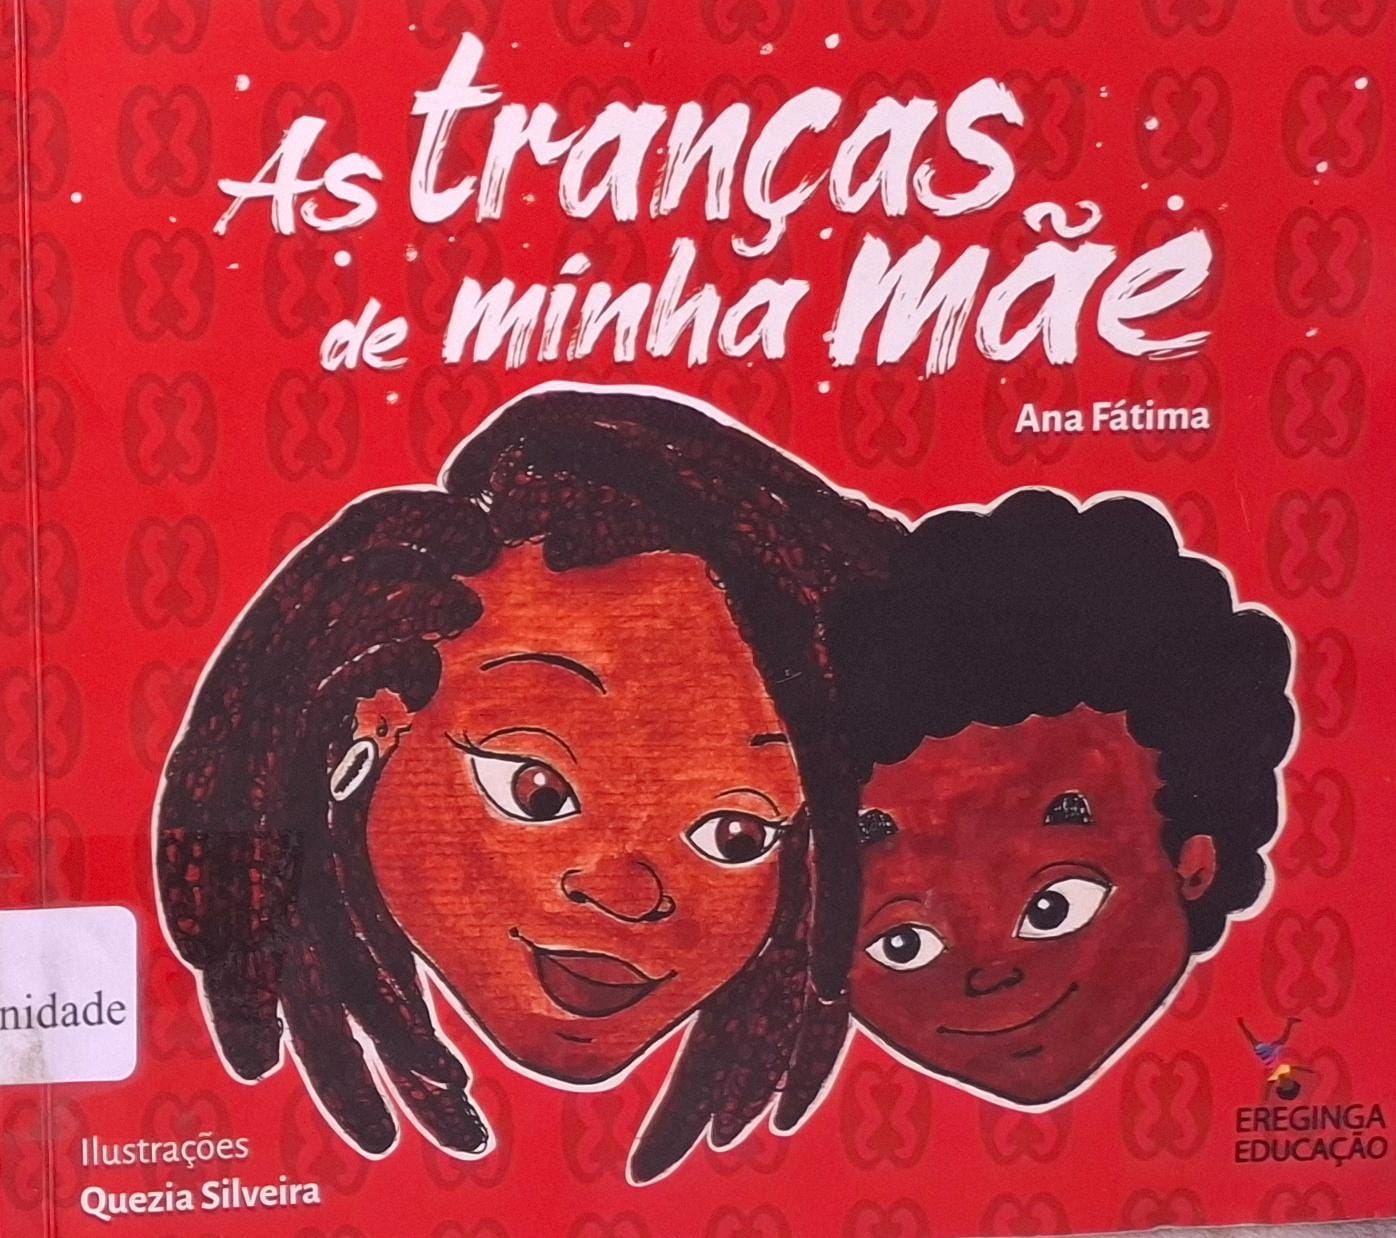 As tranças
de minha mãe
Ana Fátima
nidade
Ilustrações
Quezia Silveira
EREGINGA
EDUCAÇÃO